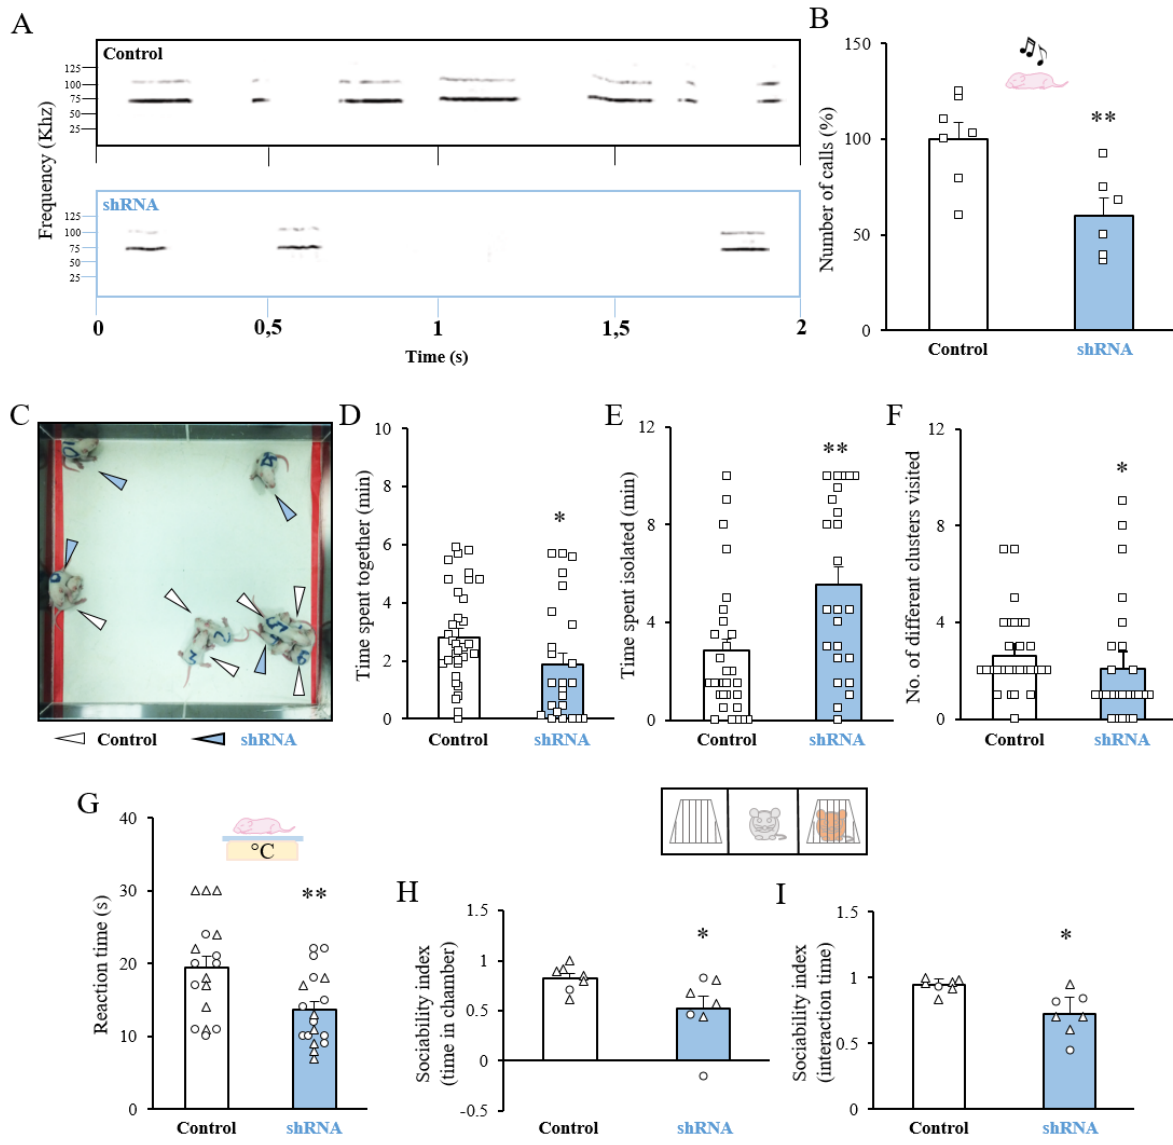 A
Control
125
100
75
50
25
Frequency (Khz)
shRNA
125
100
75
50
25
0 0,5 1 1,5 2
Time (s)
B
150
100
50
0
Number of calls (%)
**
Control shRNA
C
Control shRNA
D
10
8
6
4
2
0
Time spent together (min)
*
Control shRNA
E
12
8
4
0
Time spent isolated (min)
**
Control shRNA
F
12
8
4
0
No. of different clusters visited
*
Control shRNA
G
40
30
20
10
0
Reaction time (s)
°C
**
Control shRNA
H
1.5
1
0.5
0
-0.5
Sociability index
(time in chamber)
*
Control shRNA
I
1.5
1
0.5
0
Sociability index
(interaction time)
*
Control shRNA